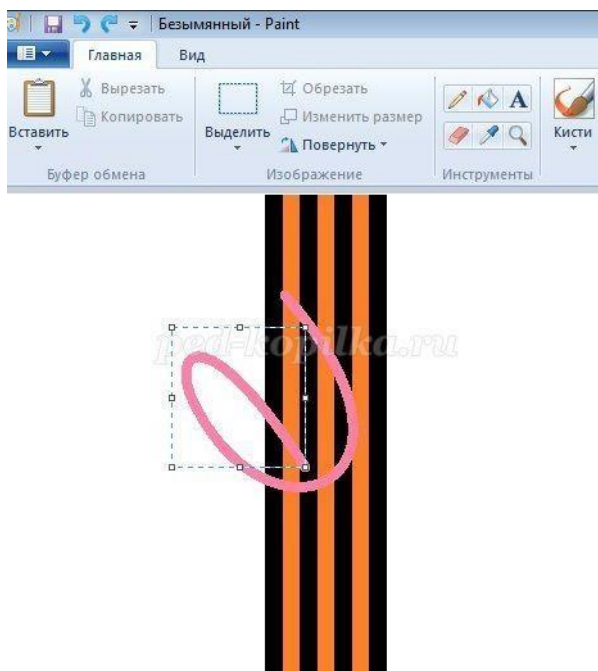 Безымянный - Paint
Главная Вид
Вставить
Вырезать
Копировать
Буфер обмена
Выделить
Обрезать
Изменить размер
Повернуть
Изображение
A
Инструменты
Кисти
ped-kopilka.ru